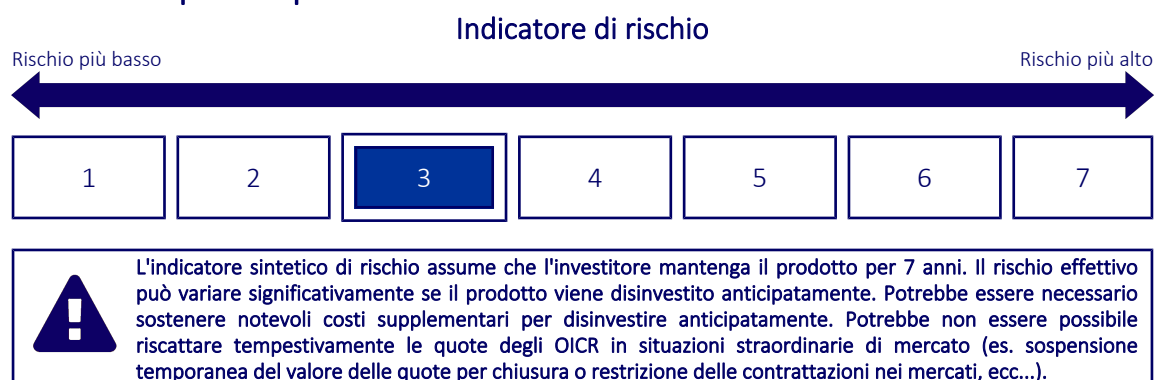 Indicatore di rischio
Rischio più basso
Rischio più alto
1 2 3 4 5 6 7
L'indicatore sintetico di rischio assume che l'investitore mantenga il prodotto per 7 anni. Il rischio effettivo
può variare significativamente se il prodotto viene disinvestito anticipatamente. Potrebbe essere necessario
sostenere notevoli costi supplementari per disinvestire anticipatamente. Potrebbe non essere possibile
riscattare tempestivamente le quote degli OICR in situazioni straordinarie di mercato (es. sospensione
temporanea del valore delle quote per chiusura o restrizione delle contrattazioni nei mercati, ecc...).